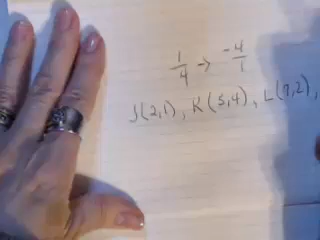 1/4 → -4/1
J(2,1), K(5,4), L(7,2),